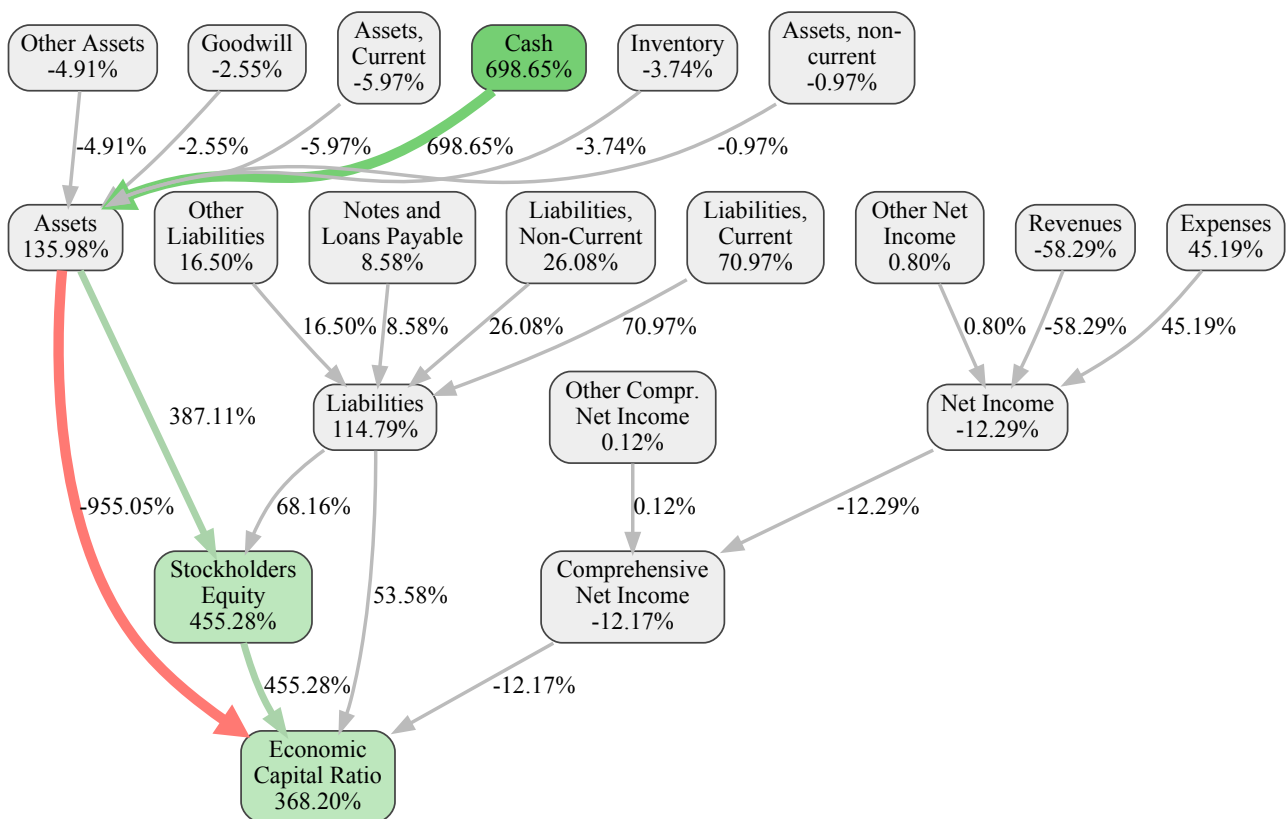 Other Assets
-4.91%
Goodwill
-2.55%
Assets,
Current
-5.97%
Cash
698.65%
Inventory
-3.74%
Assets, non-
current
-0.97%
-4.91%
-2.55%
-5.97%
698.65%
-3.74%
-0.97%
Assets
135.98%
Other
Liabilities
16.50%
Notes and
Loans Payable
8.58%
Liabilities,
Non-Current
26.08%
Liabilities,
Current
70.97%
Other Net
Income
0.80%
Revenues
-58.29%
Expenses
45.19%
16.50%
8.58%
26.08%
70.97%
0.80%
-58.29%
45.19%
387.11%
Liabilities
114.79%
Other Compr.
Net Income
0.12%
Net Income
-12.29%
-955.05%
68.16%
0.12%
-12.29%
Stockholders
Equity
455.28%
53.58%
Comprehensive
Net Income
-12.17%
455.28%
-12.17%
Economic
Capital Ratio
368.20%